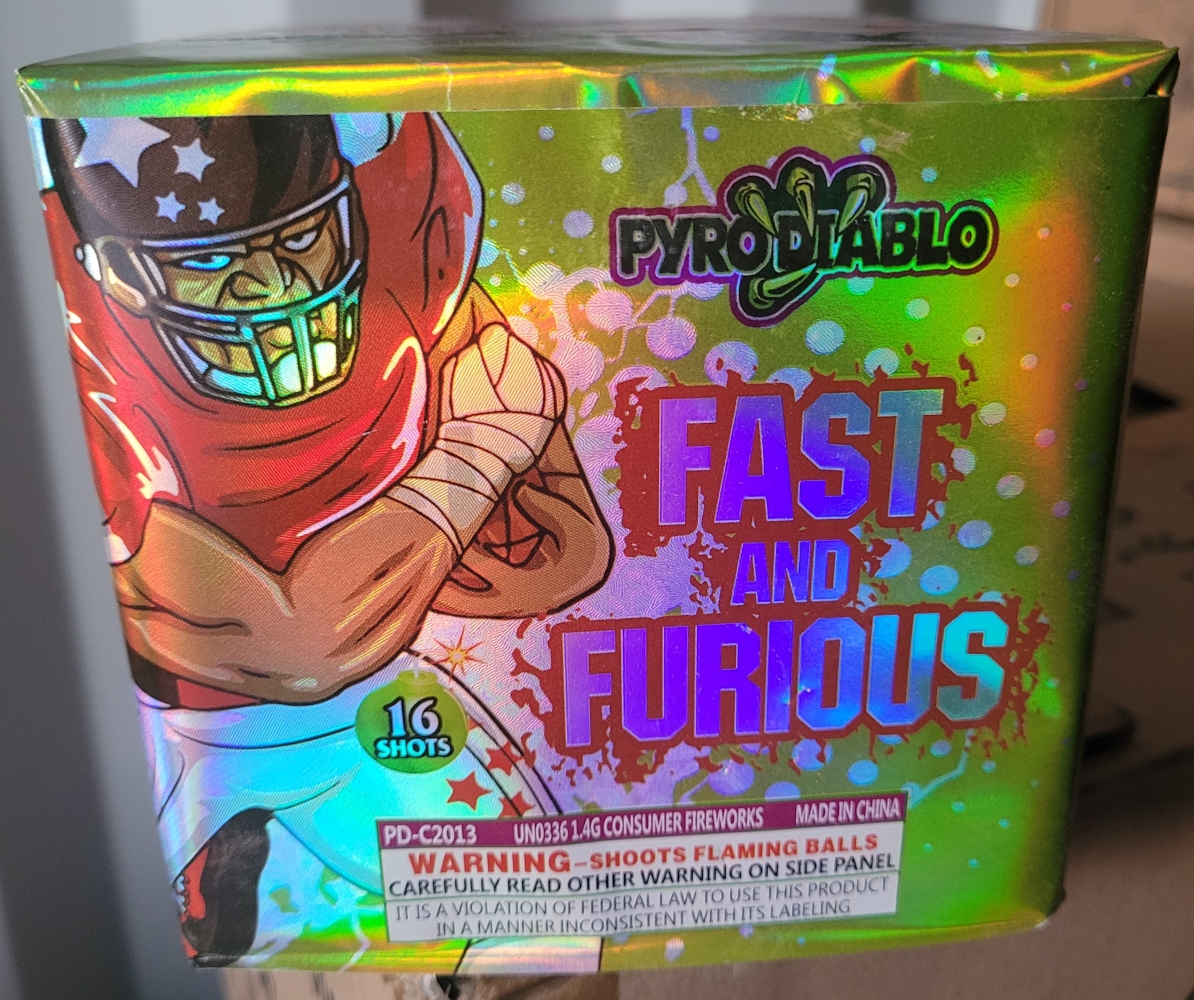 PYRO DIABLO
FAST
AND
FURIOUS
16
SHOTS
PD-C2013 UN0336 1.4G CONSUMER FIREWORKS MADE IN CHINA
WARNING-SHOOTS FLAMING BALLS
CAREFULLY READ OTHER WARNING ON SIDE PANEL
IT IS A VIOLATION OF FEDERAL LAW TO USE THIS PRODUCT
IN A MANNER INCONSISTENT WITH ITS LABELING